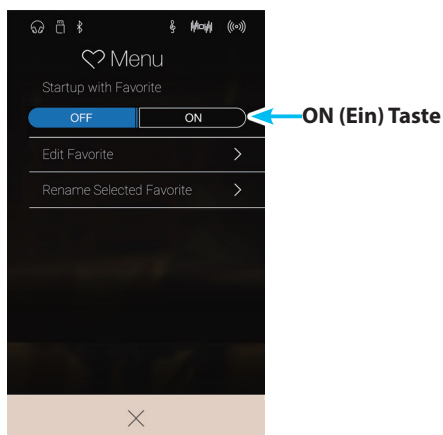 Menu
Startup with Favorite
OFF ON
ON (Ein) Taste
Edit Favorite
Rename Selected Favorite